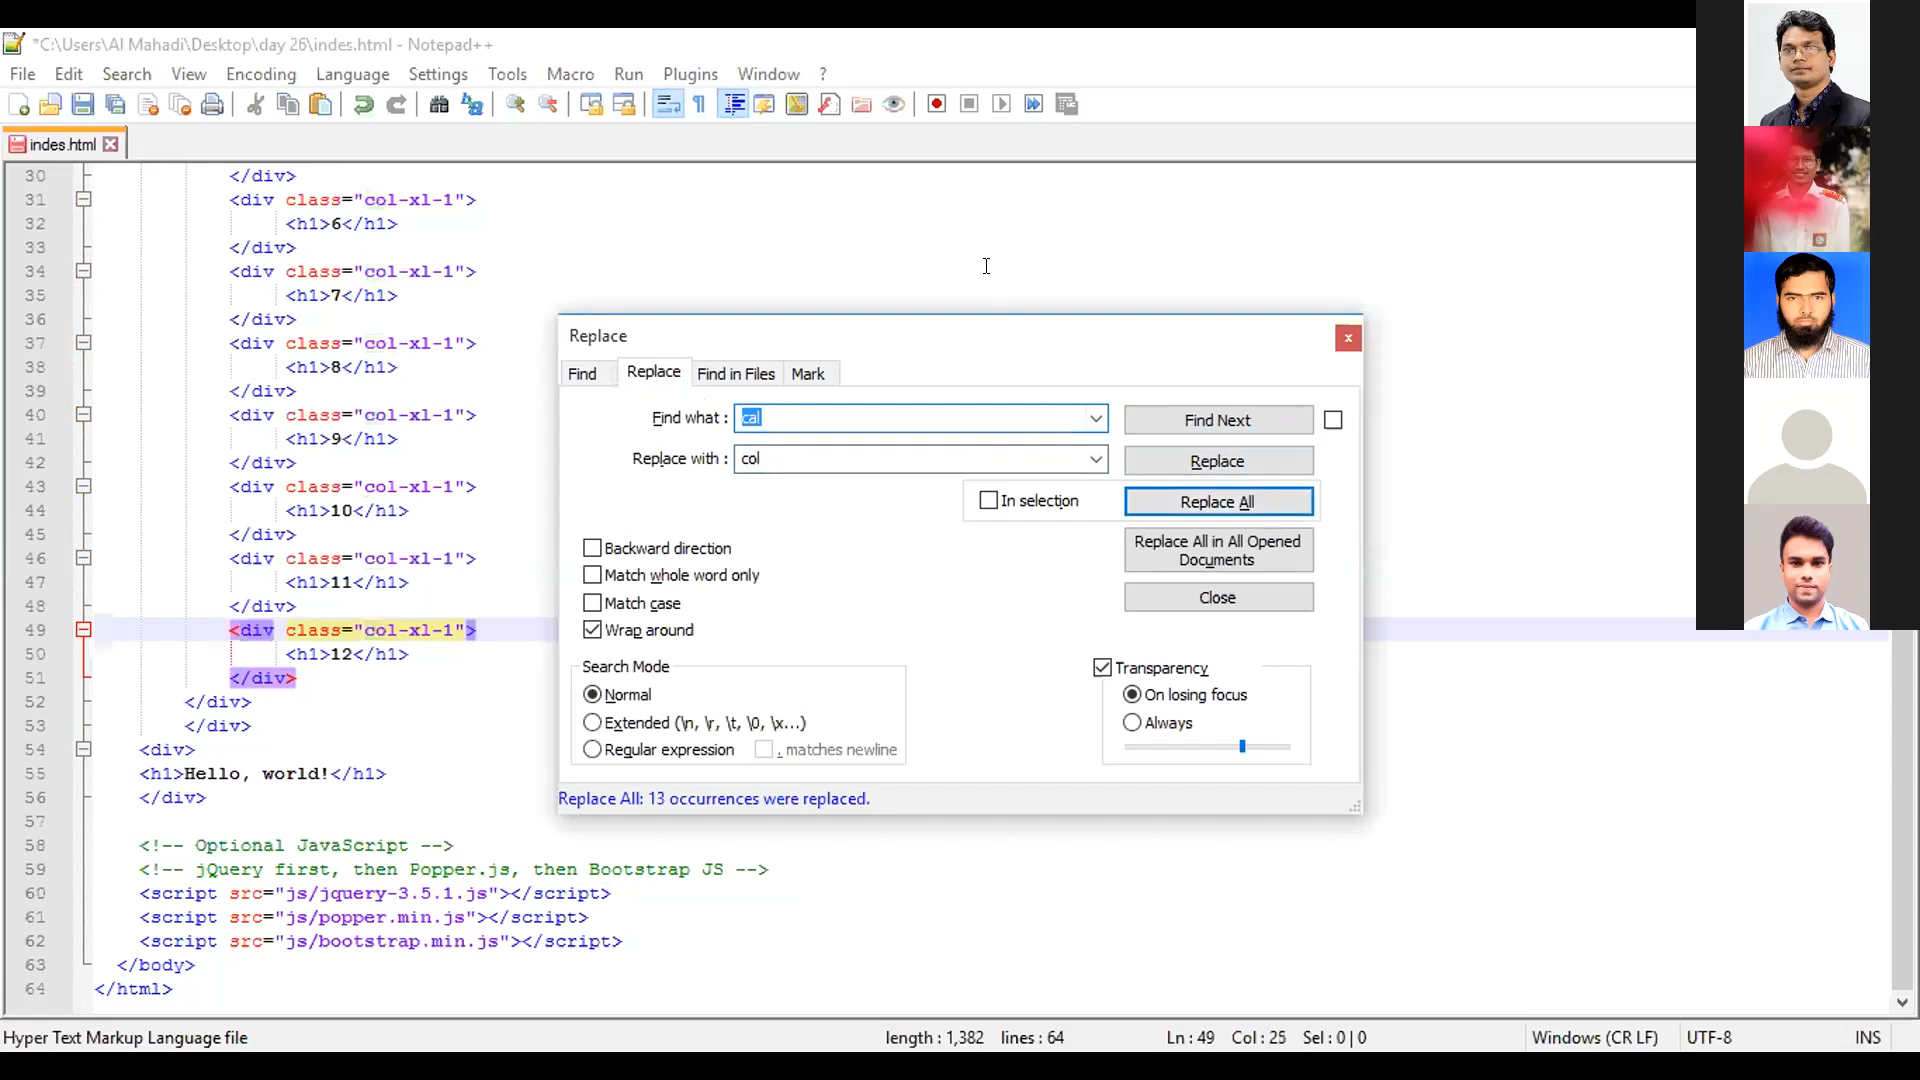 *C:\Users\Al Mahadi\Desktop\day 26\indes.html - Notepad++
File Edit Search View Encoding Language Settings Tools Macro Run Plugins Window ?
indes.html
30 </div>
31 <div class="col-xl-1">
32 <h1>6</h1>
33 </div>
34 <div class="col-xl-1">
35 <h1>7</h1>
36 </div>
37 <div class="col-xl-1">
38 <h1>8</h1>
39 </div>
40 <div class="col-xl-1">
41 <h1>9</h1>
42 </div>
43 <div class="col-xl-1">
44 <h1>10</h1>
45 </div>
46 <div class="col-xl-1">
47 <h1>11</h1>
48 </div>
49 <div class="col-xl-1">
50 <h1>12</h1>
51 </div>
52 </div>
53 </div>
54 <div>
55 <h1>Hello, world!</h1>
56 </div>
57
58 <!-- Optional JavaScript -->
59 <!-- jQuery first, then Popper.js, then Bootstrap JS -->
60 <script src="js/jquery-3.5.1.js"></script>
61 <script src="js/popper.min.js"></script>
62 <script src="js/bootstrap.min.js"></script>
63 </body>
64 </html>
Replace
Find Replace Find in Files Mark
Find what : cal Find Next
Replace with : col Replace
In selection Replace All
Replace All in All Opened
Documents
Close
Backward direction
Match whole word only
Match case
Wrap around
Search Mode
Normal
Extended (\n, \r, \t, \0, \x...)
Regular expression . matches newline
Transparency
On losing focus
Always
Replace All: 13 occurrences were replaced.
Hyper Text Markup Language file length : 1,382 lines : 64 Ln : 49 Col : 25 Sel : 0 | 0 Windows (CR LF) UTF-8 INS